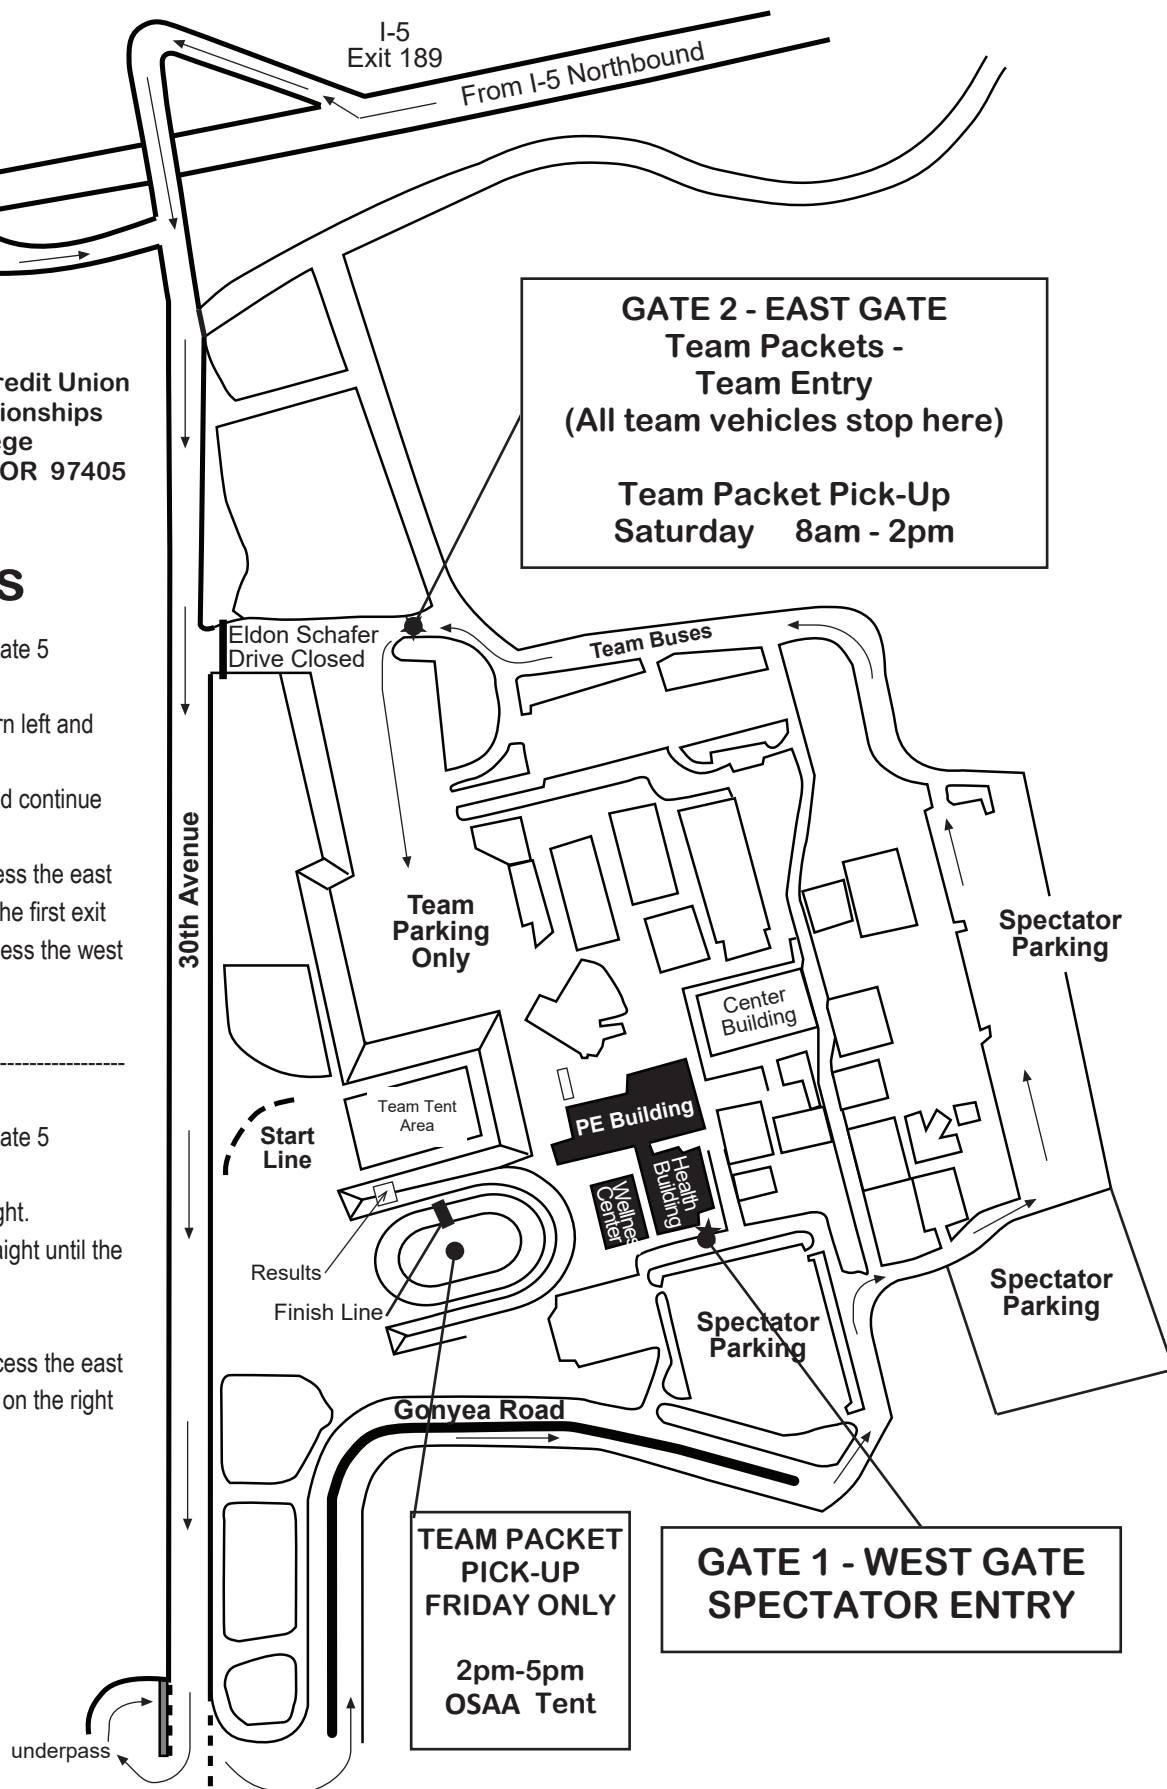 I-5
Exit 189
From I-5 Northbound
GATE 2 - EAST GATE
Team Packets -
Team Entry
(All team vehicles stop here)
Team Packet Pick-Up
Saturday 8am - 2pm
redit Union
ionships
ege
OR 97405
s
ate 5
rn left and
d continue
ess the east
he first exit
ess the west
Eldon Schafer
Drive Closed
Team Buses
30th Avenue
Team
Parking
Only
Spectator
Parking
Center
Building
PE Building
Health
Building
Wellnes
Center
Team Tent
Area
Start
Line
ate 5
ght.
aight until the
cess the east
on the right
Results
Finish Line
Spectator
Parking
Spectator
Parking
Gonyea Road
TEAM PACKET
PICK-UP
FRIDAY ONLY
2pm-5pm
OSAA Tent
GATE 1 - WEST GATE
SPECTATOR ENTRY
underpass